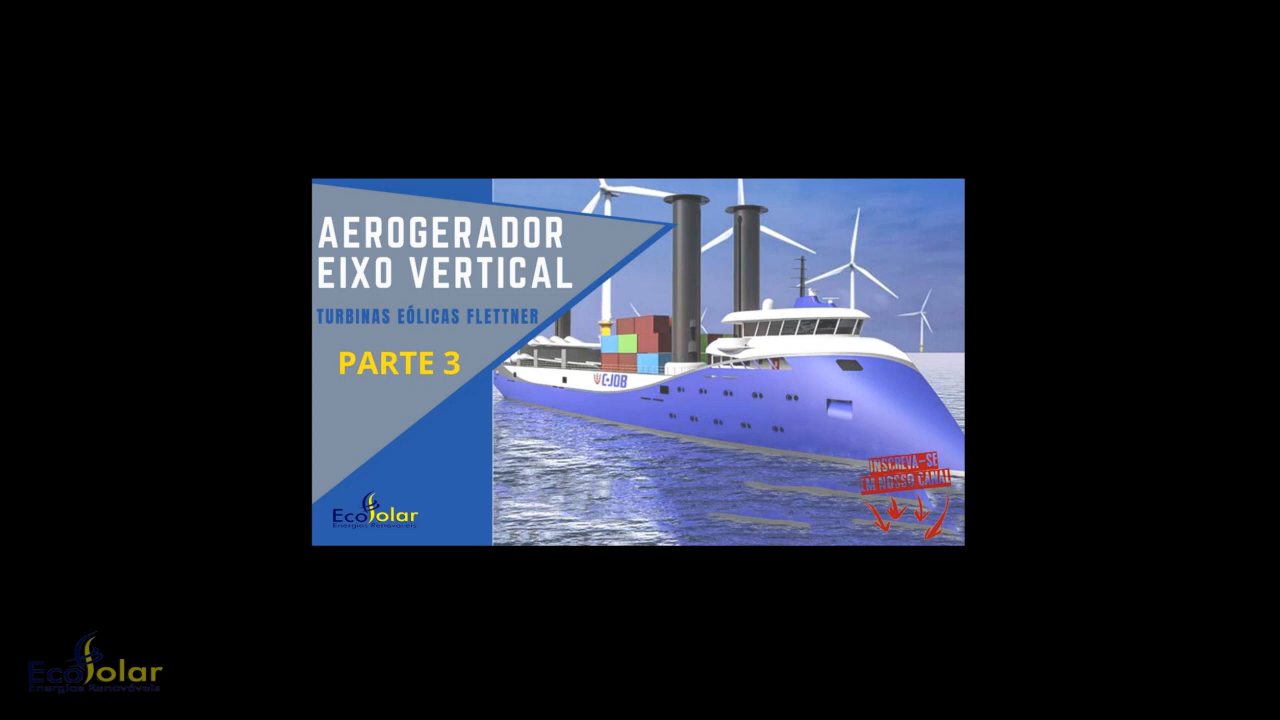 AEROGERADOR
EIXO VERTICAL
TURBINAS EÓLICAS FLETTNER
PARTE 3
C-JOB
INSCREVA-SE
EM NOSSO CANAL
EcoSolar
Energias Renováveis
EcoSolar
Energias Renováveis